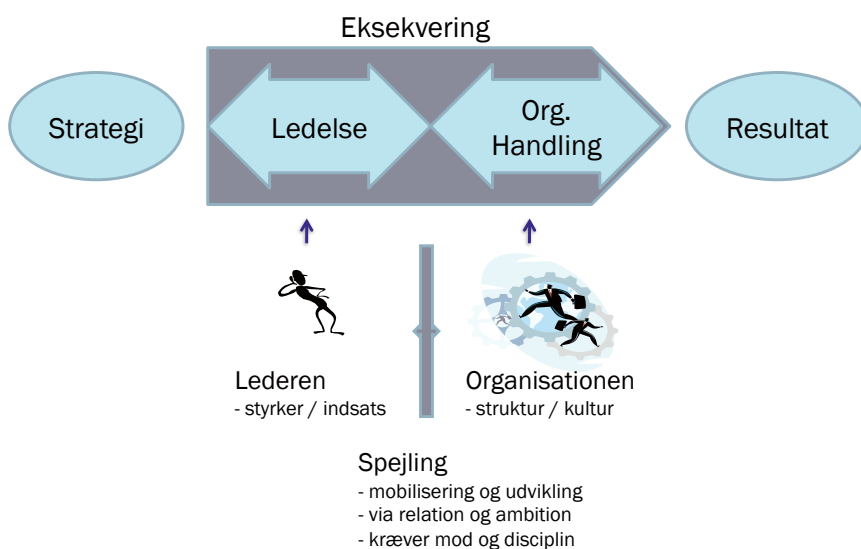 Eksekvering
Strategi
Ledelse
Org.
Handling
Resultat
Lederen
- styrker / indsats
Organisationen
- struktur / kultur
Spejling
- mobilisering og udvikling
- via relation og ambition
- kræver mod og disciplin